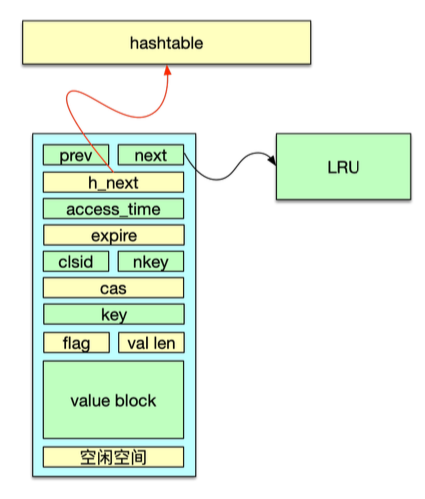 hashtable
prev next
h_next
LRU
access_time
expire
clsid nkey
cas
key
flag val len
value block
空闲空间